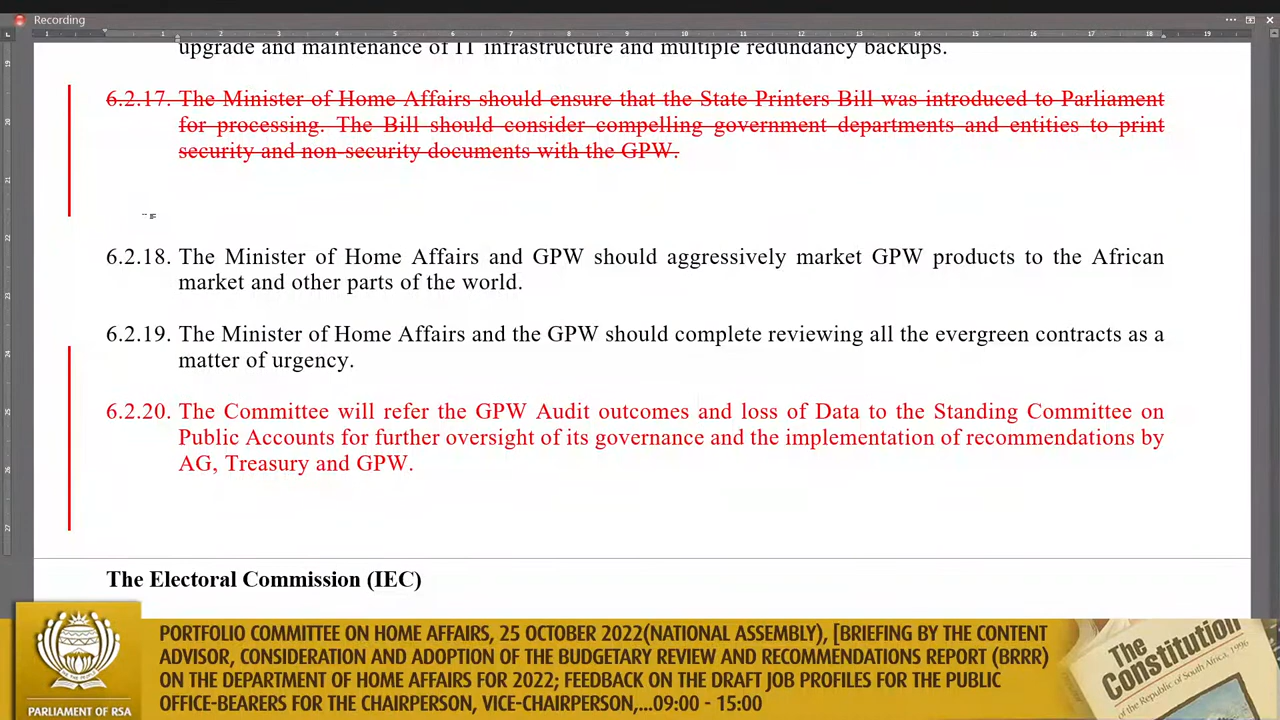 Recording
upgrade and maintenance of IT infrastructure and multiple redundancy backups.
6.2.17. The Minister of Home Affairs should ensure that the State Printers Bill was introduced to Parliament
for processing. The Bill should consider compelling government departments and entities to print
security and non-security documents with the GPW.
6.2.18. The Minister of Home Affairs and GPW should aggressively market GPW products to the African
market and other parts of the world.
6.2.19. The Minister of Home Affairs and the GPW should complete reviewing all the evergreen contracts as a
matter of urgency.
6.2.20. The Committee will refer the GPW Audit outcomes and loss of Data to the Standing Committee on
Public Accounts for further oversight of its governance and the implementation of recommendations by
AG, Treasury and GPW.
The Electoral Commission (IEC)
PORTFOLIO COMMITTEE ON HOME AFFAIRS, 25 OCTOBER 2022(NATIONAL ASSEMBLY), [BRIEFING BY THE CONTENT
ADVISOR, CONSIDERATION AND ADOPTION OF THE BUDGETARY REVIEW AND RECOMMENDATIONS REPORT (BRRR)
ON THE DEPARTMENT OF HOME AFFAIRS FOR 2022; FEEDBACK ON THE DRAFT JOB PROFILES FOR THE PUBLIC
OFFICE-BEARERS FOR THE CHAIRPERSON, VICE-CHAIRPERSON,...09:00 - 15:00
PARLIAMENT OF RSA
The
Constitution
of the Republic of South Africa, 1996